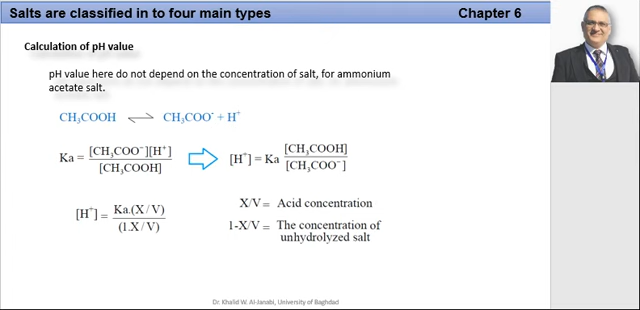 Salts are classified in to four main types Chapter 6
Calculation of pH value
pH value here do not depend on the concentration of salt, for ammonium
acetate salt.
CH₃COOH ⇌ CH₃COO⁻ + H⁺
Ka = [CH₃COO⁻][H⁺] / [CH₃COOH] ⇨ [H⁺] = Ka [CH₃COOH] / [CH₃COO⁻]
[H⁺] = Ka.(X/V) / (1.X/V)
X/V = Acid concentration
1-X/V = The concentration of
unhydrolyzed salt
Dr. Khalid W. Al-Janabi, University of Baghdad